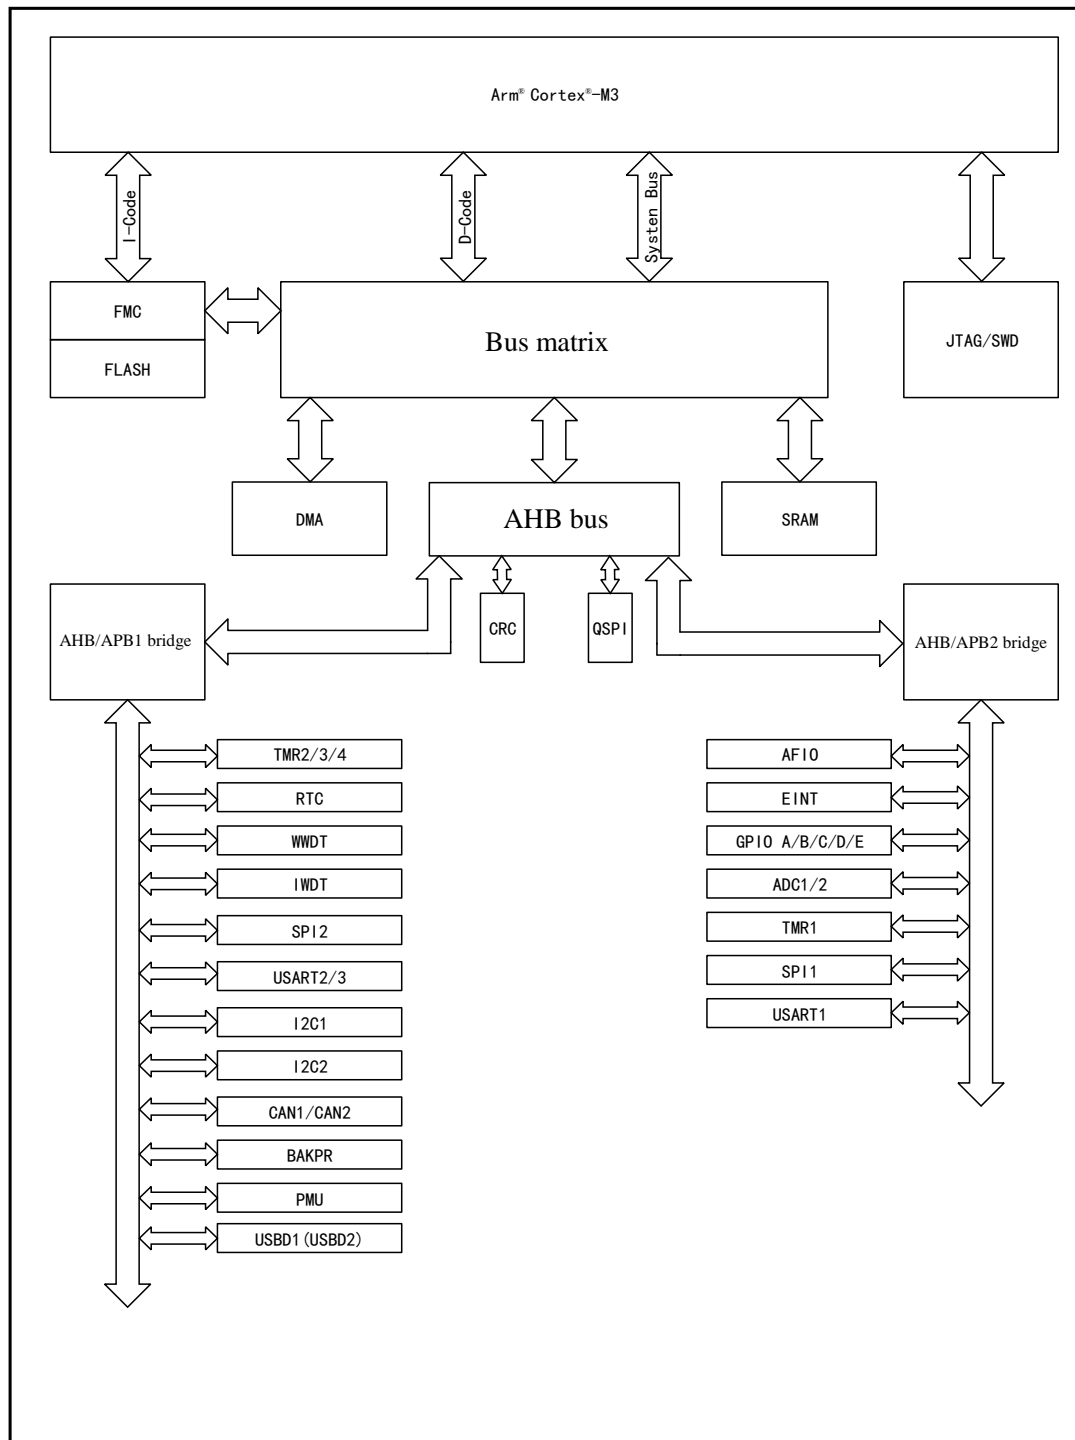 Arm® Cortex®-M3
I-Code
D-Code
Systen Bus
FMC
FLASH
Bus matrix
JTAG/SWD
DMA
AHB bus
SRAM
AHB/APB1 bridge
CRC
QSPI
AHB/APB2 bridge
TMR2/3/4
RTC
WWDT
IWDT
SPI2
USART2/3
I2C1
I2C2
CAN1/CAN2
BAKPR
PMU
USBD1(USBD2)
AFIO
EINT
GPIO A/B/C/D/E
ADC1/2
TMR1
SPI1
USART1